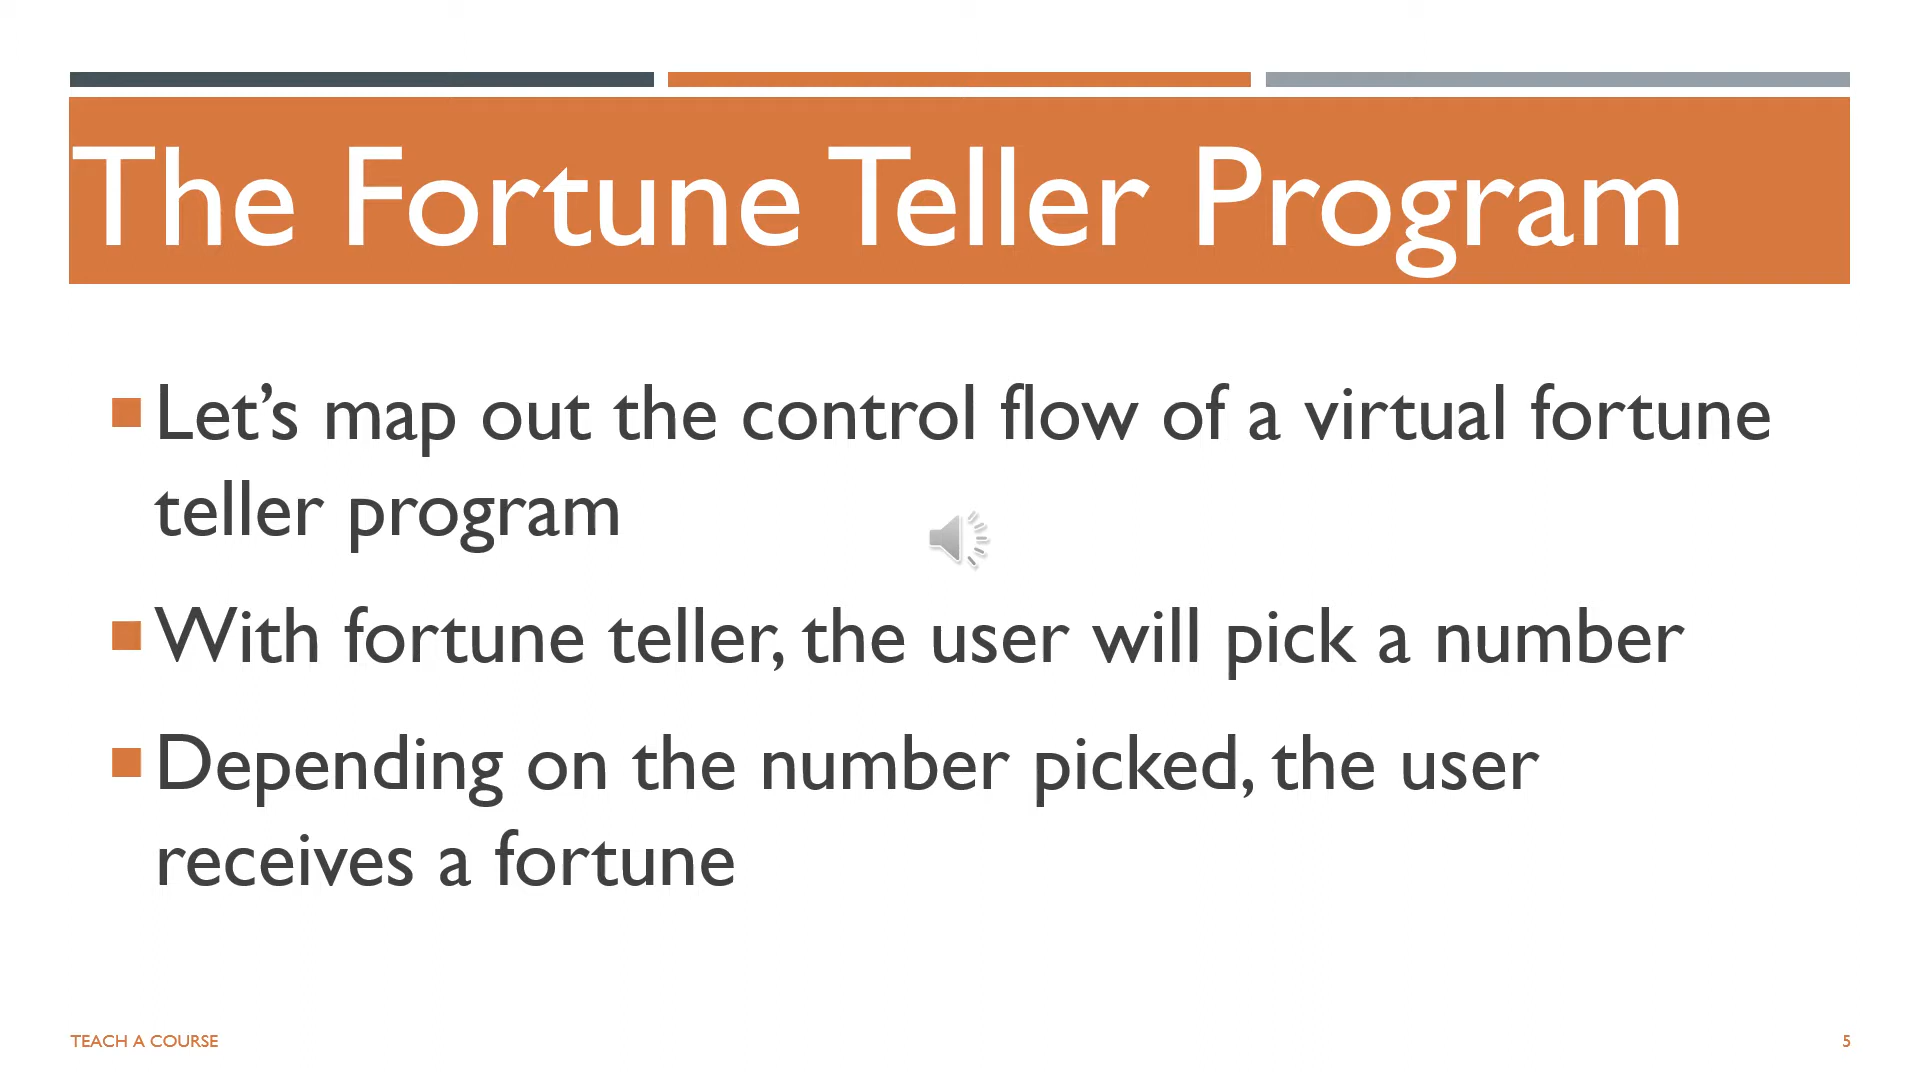 The Fortune Teller Program
Let’s map out the control flow of a virtual fortune
teller program
With fortune teller, the user will pick a number
Depending on the number picked, the user
receives a fortune
TEACH A COURSE
5